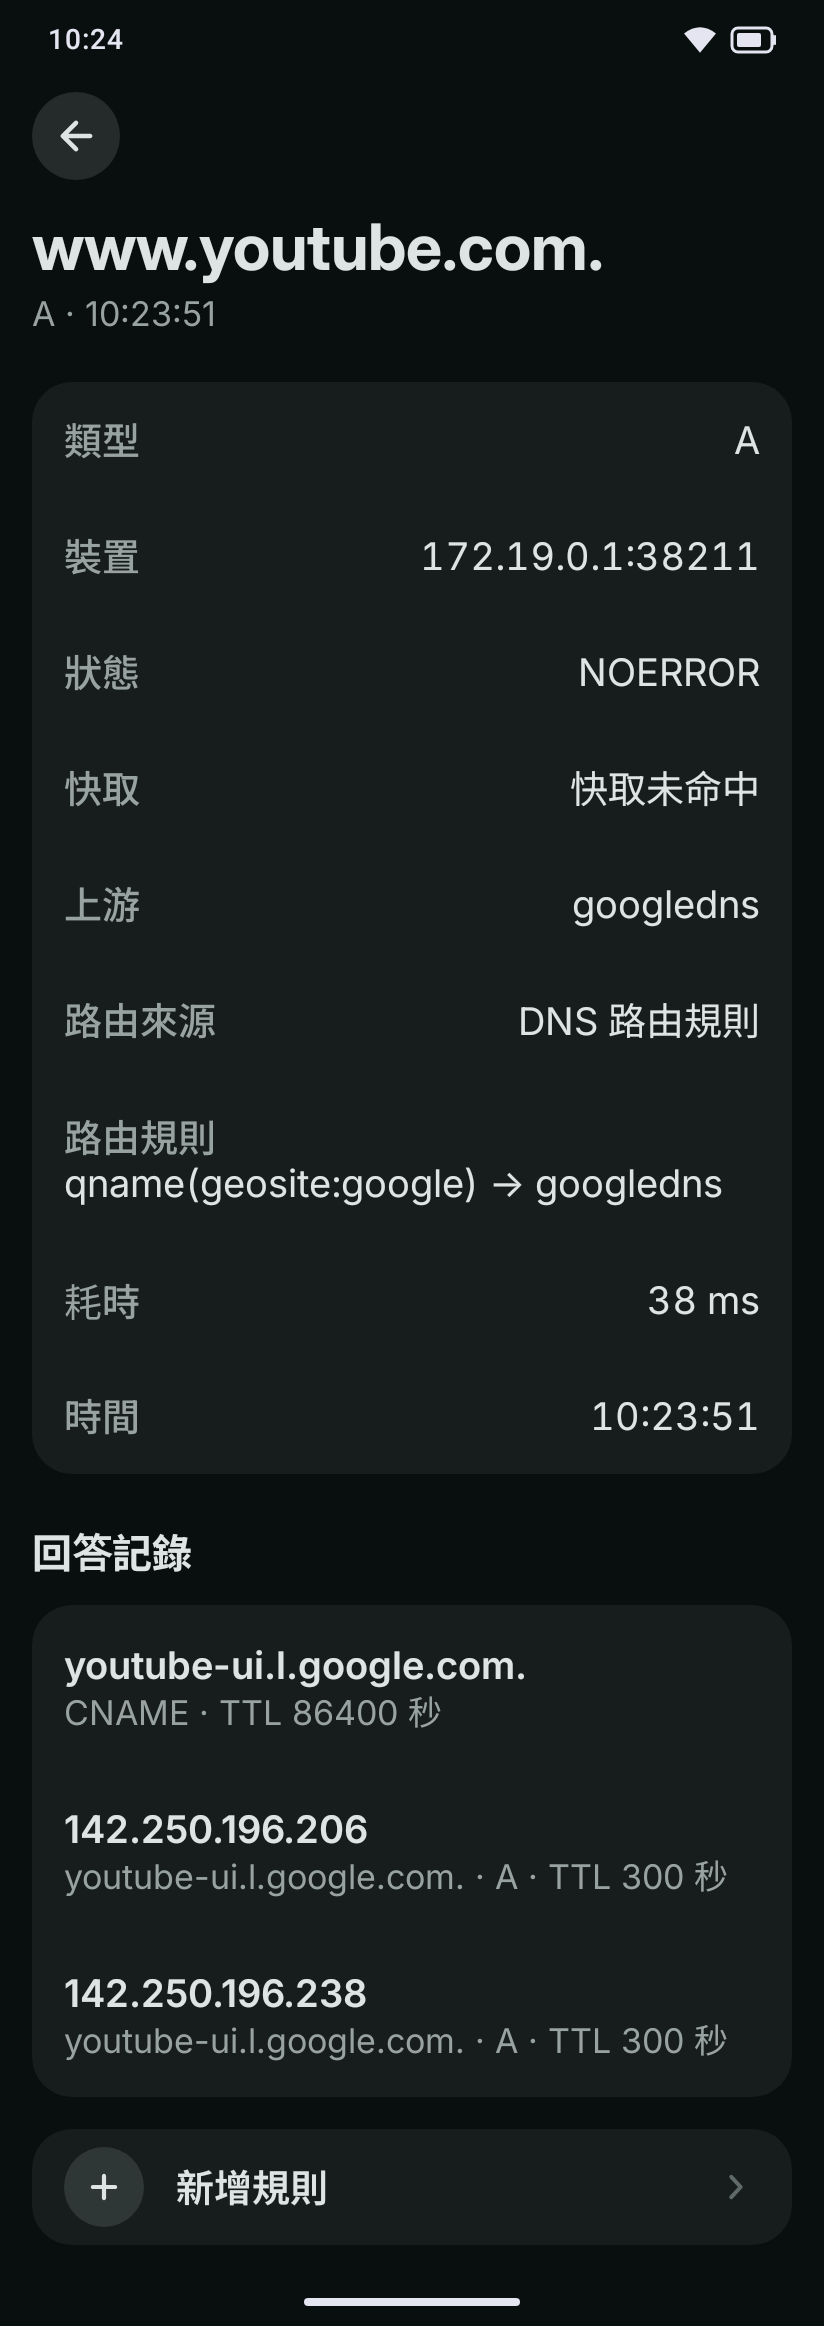 10:24
www.youtube.com.
A · 10:23:51
類型 A
裝置 172.19.0.1:38211
狀態 NOERROR
快取 快取未命中
上游 googledns
路由來源 DNS 路由規則
路由規則
qname(geosite:google) → googledns
耗時 38 ms
時間 10:23:51
回答記錄
youtube-ui.l.google.com.
CNAME · TTL 86400 秒
142.250.196.206
youtube-ui.l.google.com. · A · TTL 300 秒
142.250.196.238
youtube-ui.l.google.com. · A · TTL 300 秒
新增規則